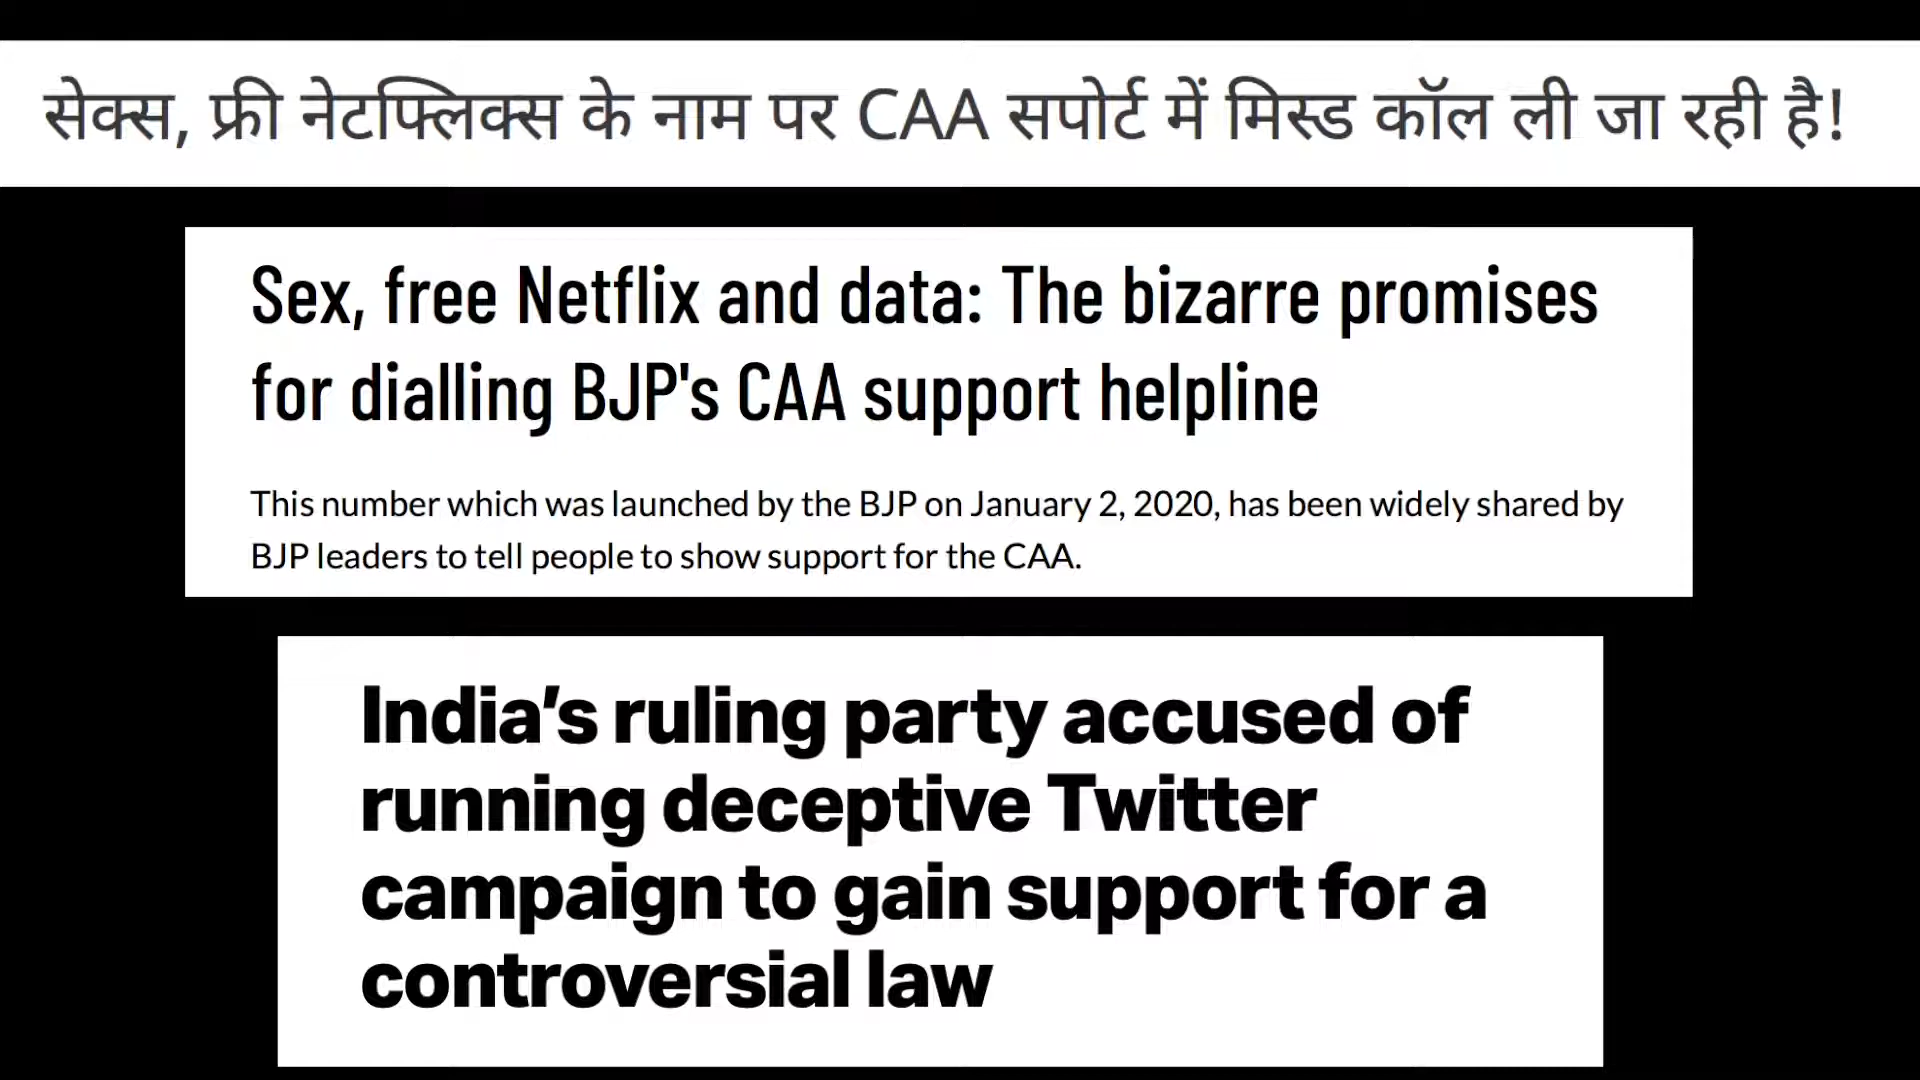 सेक्स, फ्री नेटफ्लिक्स के नाम पर CAA सपोर्ट में मिस्ड कॉल ली जा रही है!
Sex, free Netflix and data: The bizarre promises
for dialling BJP's CAA support helpline
This number which was launched by the BJP on January 2, 2020, has been widely shared by
BJP leaders to tell people to show support for the CAA.
India’s ruling party accused of
running deceptive Twitter
campaign to gain support for a
controversial law